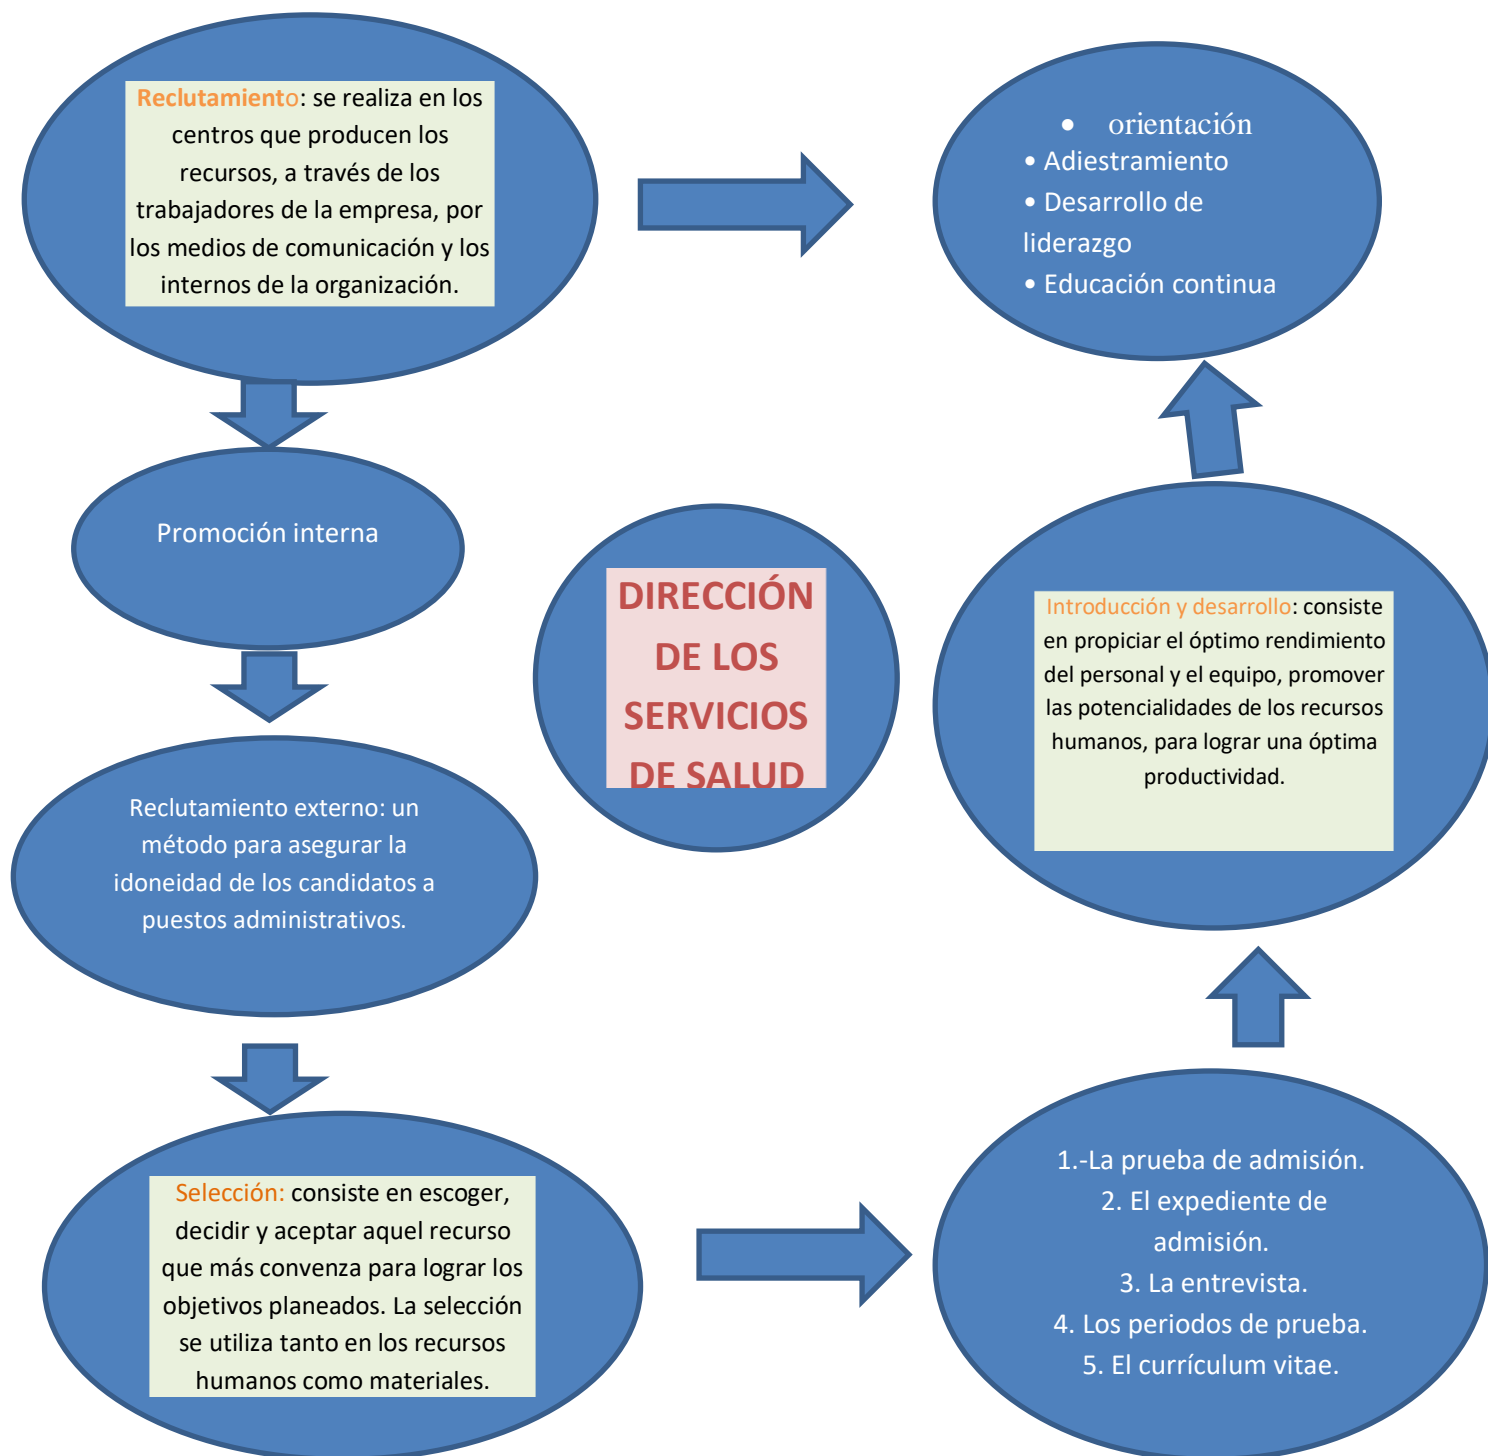 Reclutamiento: se realiza en los
centros que producen los
recursos, a través de los
trabajadores de la empresa, por
los medios de comunicación y los
internos de la organización.
• orientación
• Adiestramiento
• Desarrollo de
liderazgo
• Educación continua
Promoción interna
DIRECCIÓN
DE LOS
SERVICIOS
DE SALUD
Introducción y desarrollo: consiste
en propiciar el óptimo rendimiento
del personal y el equipo, promover
las potencialidades de los recursos
humanos, para lograr una óptima
productividad.
Reclutamiento externo: un
método para asegurar la
idoneidad de los candidatos a
puestos administrativos.
Selección: consiste en escoger,
decidir y aceptar aquel recurso
que más convenza para lograr los
objetivos planeados. La selección
se utiliza tanto en los recursos
humanos como materiales.
1.-La prueba de admisión.
2. El expediente de
admisión.
3. La entrevista.
4. Los periodos de prueba.
5. El currículum vitae.